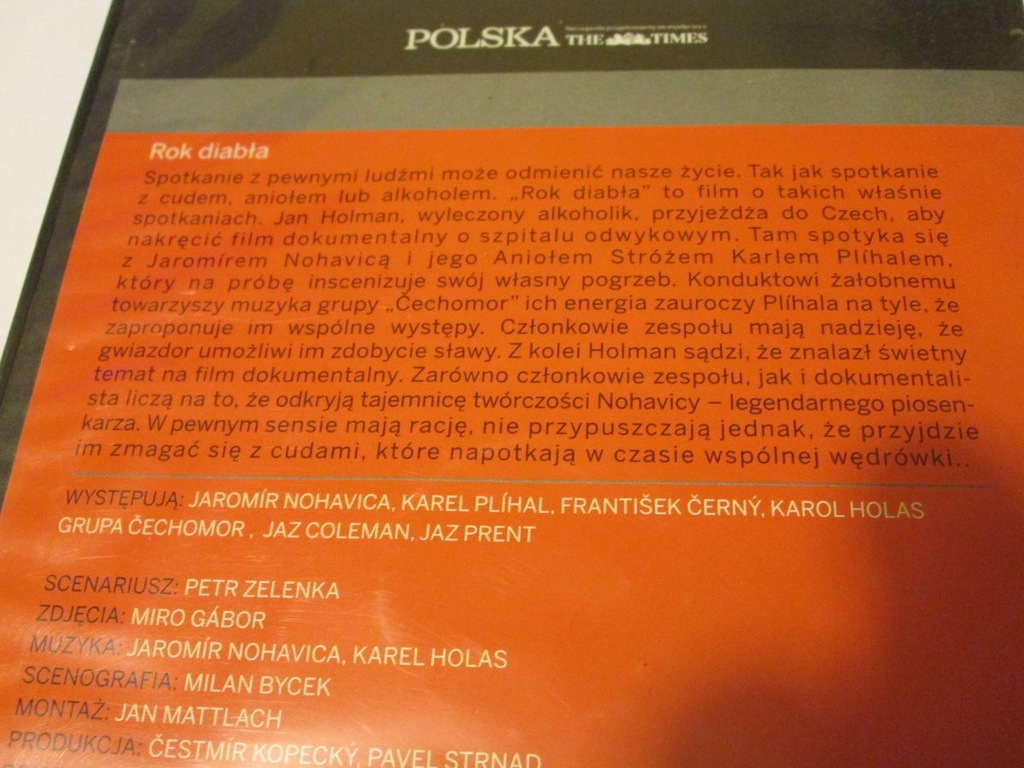 POLSKA THE TIMES
Rok diabła
Spotkanie z pewnymi ludźmi może odmienić nasze życie. Tak jak spotkanie
z cudem, aniołem lub alkoholem. „Rok diabła" to film o takich właśnie
spotkaniach. Jan Holman, wyleczony alkoholik, przyjeżdża do Czech, aby
nakręcić film dokumentalny o szpitalu odwykowym. Tam spotyka się
z Jaromírem Nohavicą i jego Aniołem Stróżem Karlem Plíhalem,
który na próbę inscenizuje swój własny pogrzeb. Konduktowi żałobnemu
towarzyszy muzyka grupy „Čechomor" ich energia zauroczy Plíhala na tyle, że
zaproponuje im wspólne występy. Członkowie zespołu mają nadzieję, że
gwiazdor umożliwi im zdobycie sławy. Z kolei Holman sądzi, że znalazł świetny
temat na film dokumentalny. Zarówno członkowie zespołu, jak i dokumentali-
sta liczą na to, że odkryją tajemnicę twórczości Nohavicy – legendarnego piosen-
karza. W pewnym sensie mają rację, nie przypuszczają jednak, że przyjdzie
im zmagać się z cudami, które napotkają w czasie wspólnej wędrówki..
WYSTĘPUJĄ: JAROMÍR NOHAVICA, KAREL PLÍHAL, FRANTIŠEK ČERNÝ, KAROL HOLAS
GRUPA ČECHOMOR , JAZ COLEMAN, JAZ PRENT
SCENARIUSZ: PETR ZELENKA
ZDJĘCIA: MIRO GÁBOR
MUZYKA: JAROMÍR NOHAVICA, KAREL HOLAS
SCENOGRAFIA: MILAN BYCEK
MONTAŻ: JAN MATTLACH
PRODUKCJA: ČESTMÍR KOPECKÝ, PAVEL STRNAD